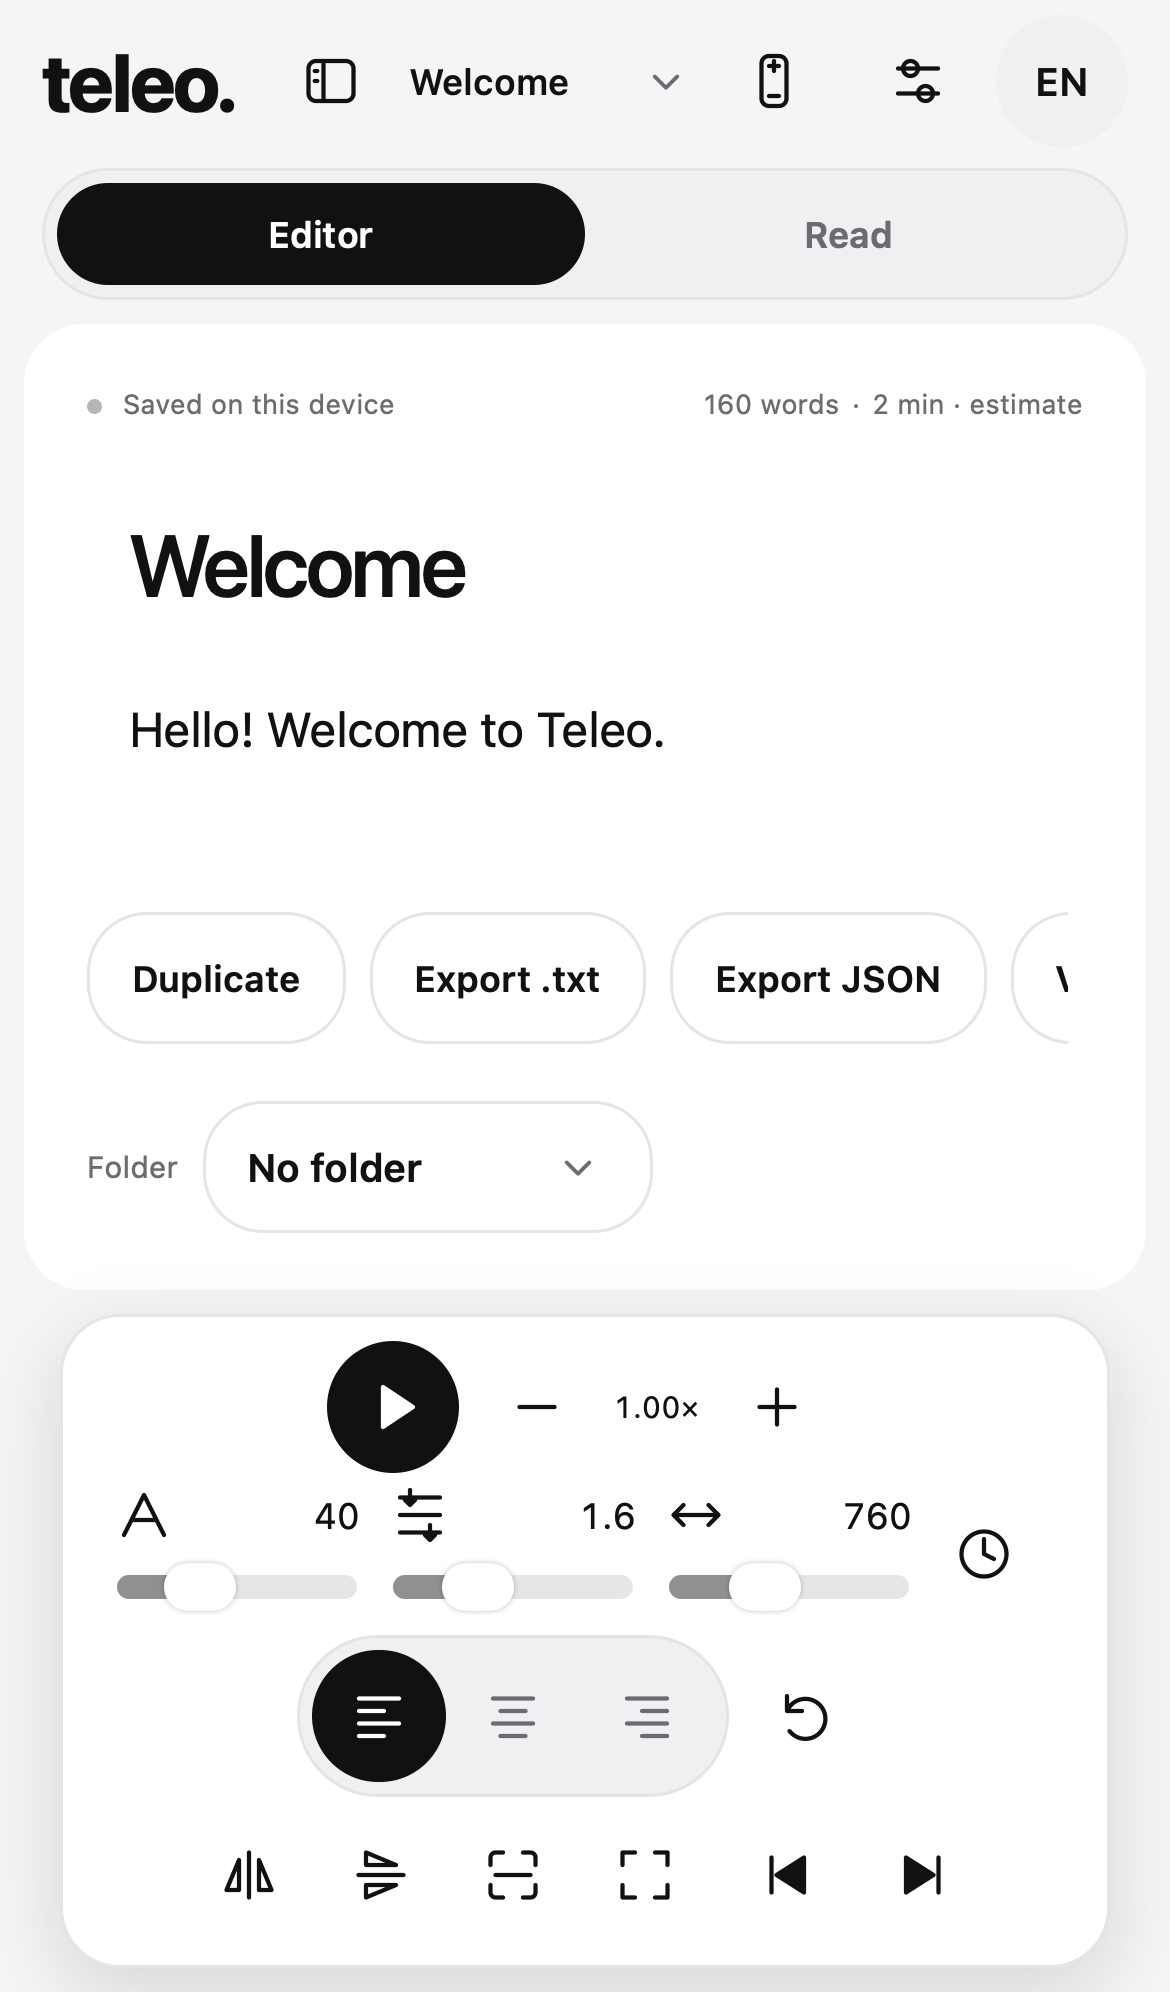 teleo.
Welcome
EN
Editor
Read
Saved on this device
160 words · 2 min · estimate
Welcome
Hello! Welcome to Teleo.
Duplicate
Export .txt
Export JSON
Folder
No folder
1.00×
40
1.6
760